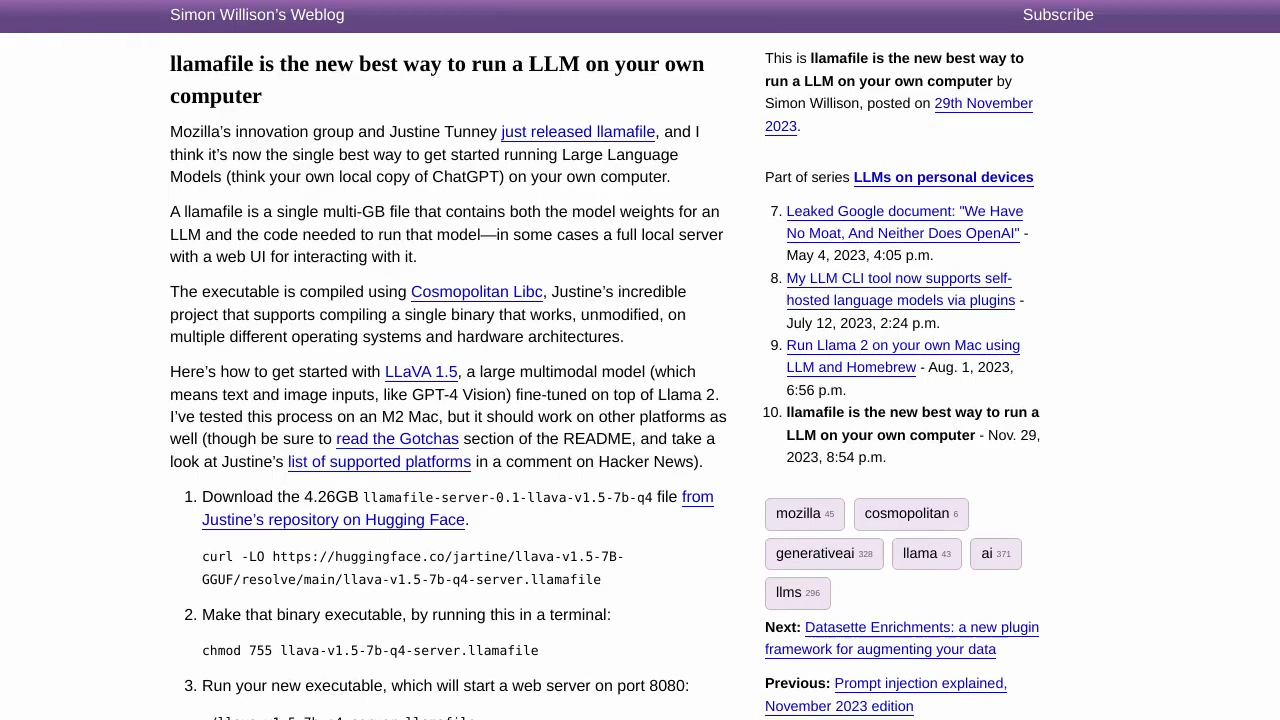 Simon Willison’s Weblog
Subscribe
llamafile is the new best way to run a LLM on your own
computer
Mozilla’s innovation group and Justine Tunney just released llamafile, and I
think it’s now the single best way to get started running Large Language
Models (think your own local copy of ChatGPT) on your own computer.
A llamafile is a single multi-GB file that contains both the model weights for an
LLM and the code needed to run that model—in some cases a full local server
with a web UI for interacting with it.
The executable is compiled using Cosmopolitan Libc, Justine’s incredible
project that supports compiling a single binary that works, unmodified, on
multiple different operating systems and hardware architectures.
Here’s how to get started with LLaVA 1.5, a large multimodal model (which
means text and image inputs, like GPT-4 Vision) fine-tuned on top of Llama 2.
I’ve tested this process on an M2 Mac, but it should work on other platforms as
well (though be sure to read the Gotchas section of the README, and take a
look at Justine’s list of supported platforms in a comment on Hacker News).
1. Download the 4.26GB llamafile-server-0.1-llava-v1.5-7b-q4 file from
Justine’s repository on Hugging Face.
curl -LO https://huggingface.co/jartine/llava-v1.5-7B-
GGUF/resolve/main/llava-v1.5-7b-q4-server.llamafile
2. Make that binary executable, by running this in a terminal:
chmod 755 llava-v1.5-7b-q4-server.llamafile
3. Run your new executable, which will start a web server on port 8080:
./llava-v1.5-7b-q4-server.llamafile
This is llamafile is the new best way to
run a LLM on your own computer by
Simon Willison, posted on 29th November
2023.
Part of series LLMs on personal devices
7. Leaked Google document: "We Have
No Moat, And Neither Does OpenAI" -
May 4, 2023, 4:05 p.m.
8. My LLM CLI tool now supports self-
hosted language models via plugins -
July 12, 2023, 2:24 p.m.
9. Run Llama 2 on your own Mac using
LLM and Homebrew - Aug. 1, 2023,
6:56 p.m.
10. llamafile is the new best way to run a
LLM on your own computer - Nov. 29,
2023, 8:54 p.m.
mozilla 45 cosmopolitan 6
generativeai 328 llama 43 ai 371
llms 296
Next: Datasette Enrichments: a new plugin
framework for augmenting your data
Previous: Prompt injection explained,
November 2023 edition